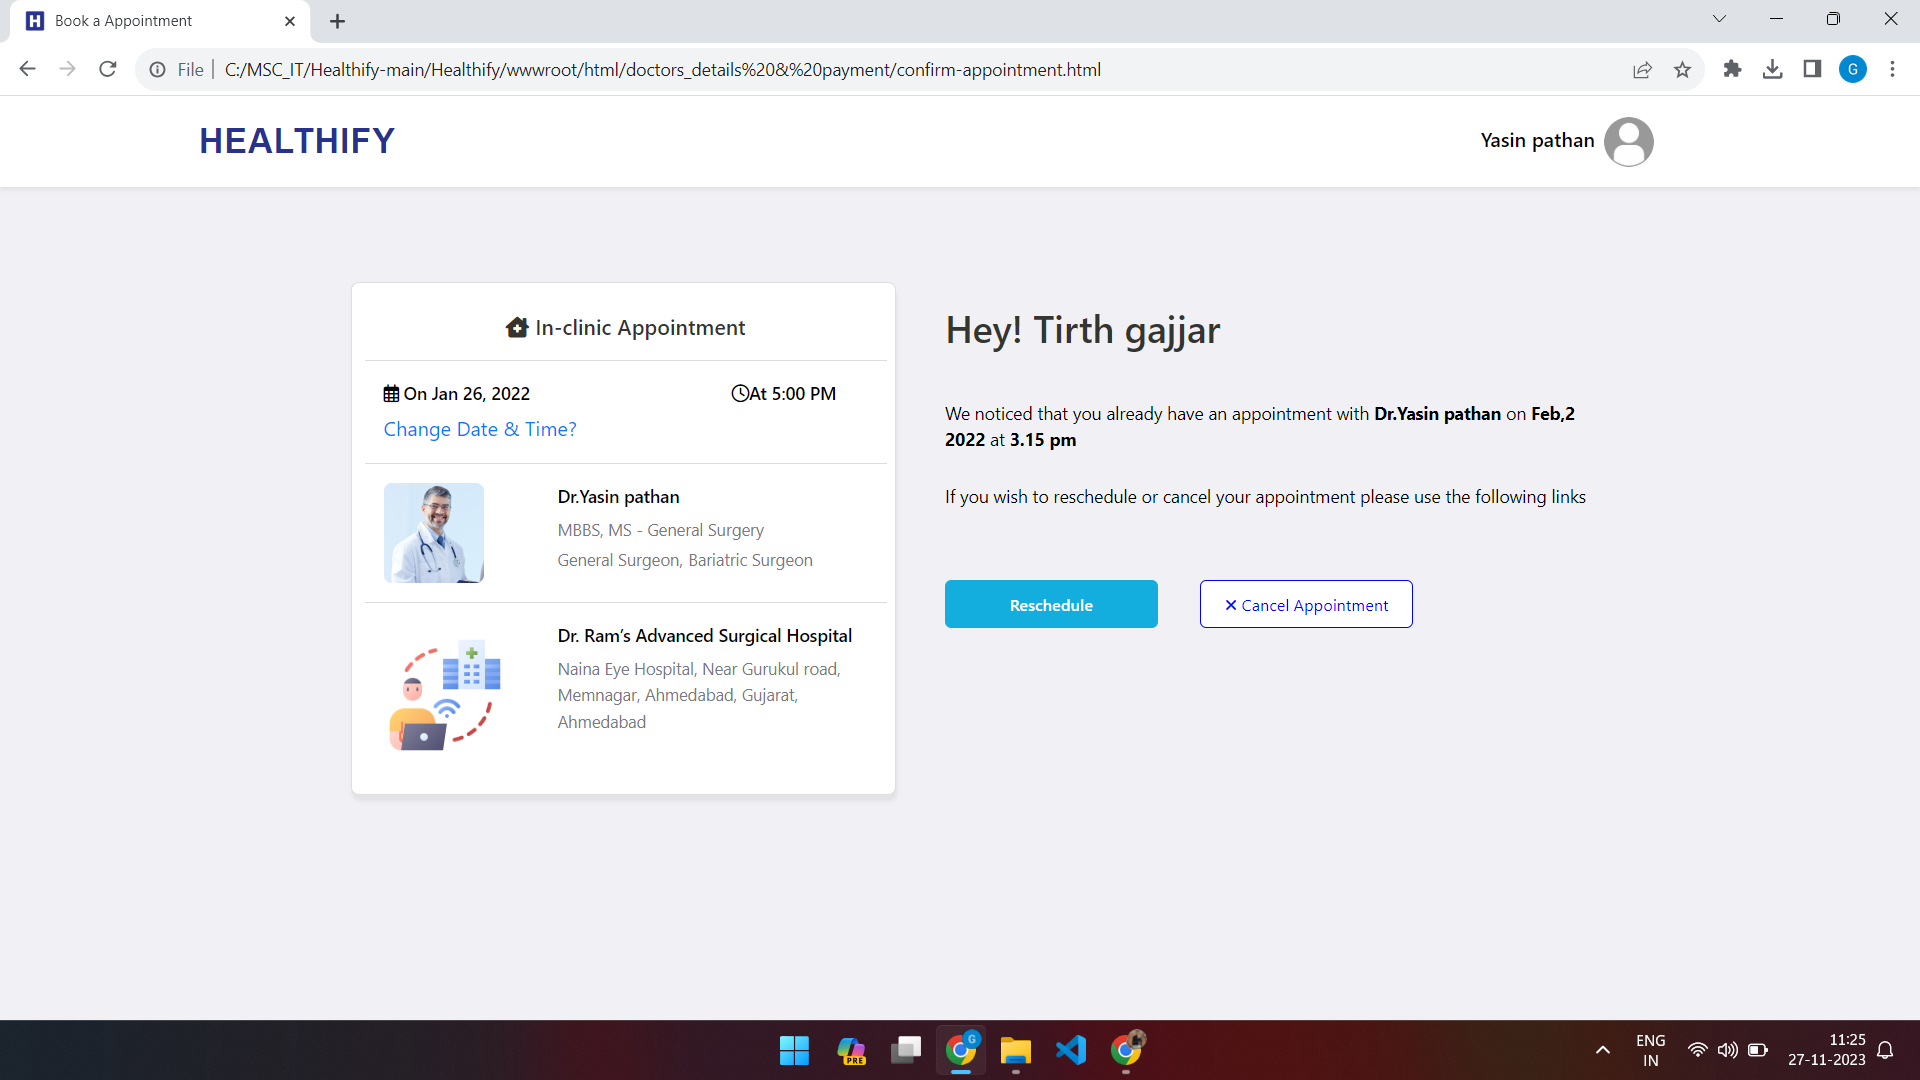 H Book a Appointment
File C:/MSC_IT/Healthify-main/Healthify/wwwroot/html/doctors_details%20&%20payment/confirm-appointment.html
G
HEALTHIFY
Yasin pathan
In-clinic Appointment
On Jan 26, 2022
At 5:00 PM
Change Date & Time?
Dr.Yasin pathan
MBBS, MS - General Surgery
General Surgeon, Bariatric Surgeon
Dr. Ram’s Advanced Surgical Hospital
Naina Eye Hospital, Near Gurukul road,
Memnagar, Ahmedabad, Gujarat,
Ahmedabad
Hey! Tirth gajjar
We noticed that you already have an appointment with Dr.Yasin pathan on Feb,2
2022 at 3.15 pm
If you wish to reschedule or cancel your appointment please use the following links
Reschedule
Cancel Appointment
PRE
G
ENG
IN
11:25
27-11-2023